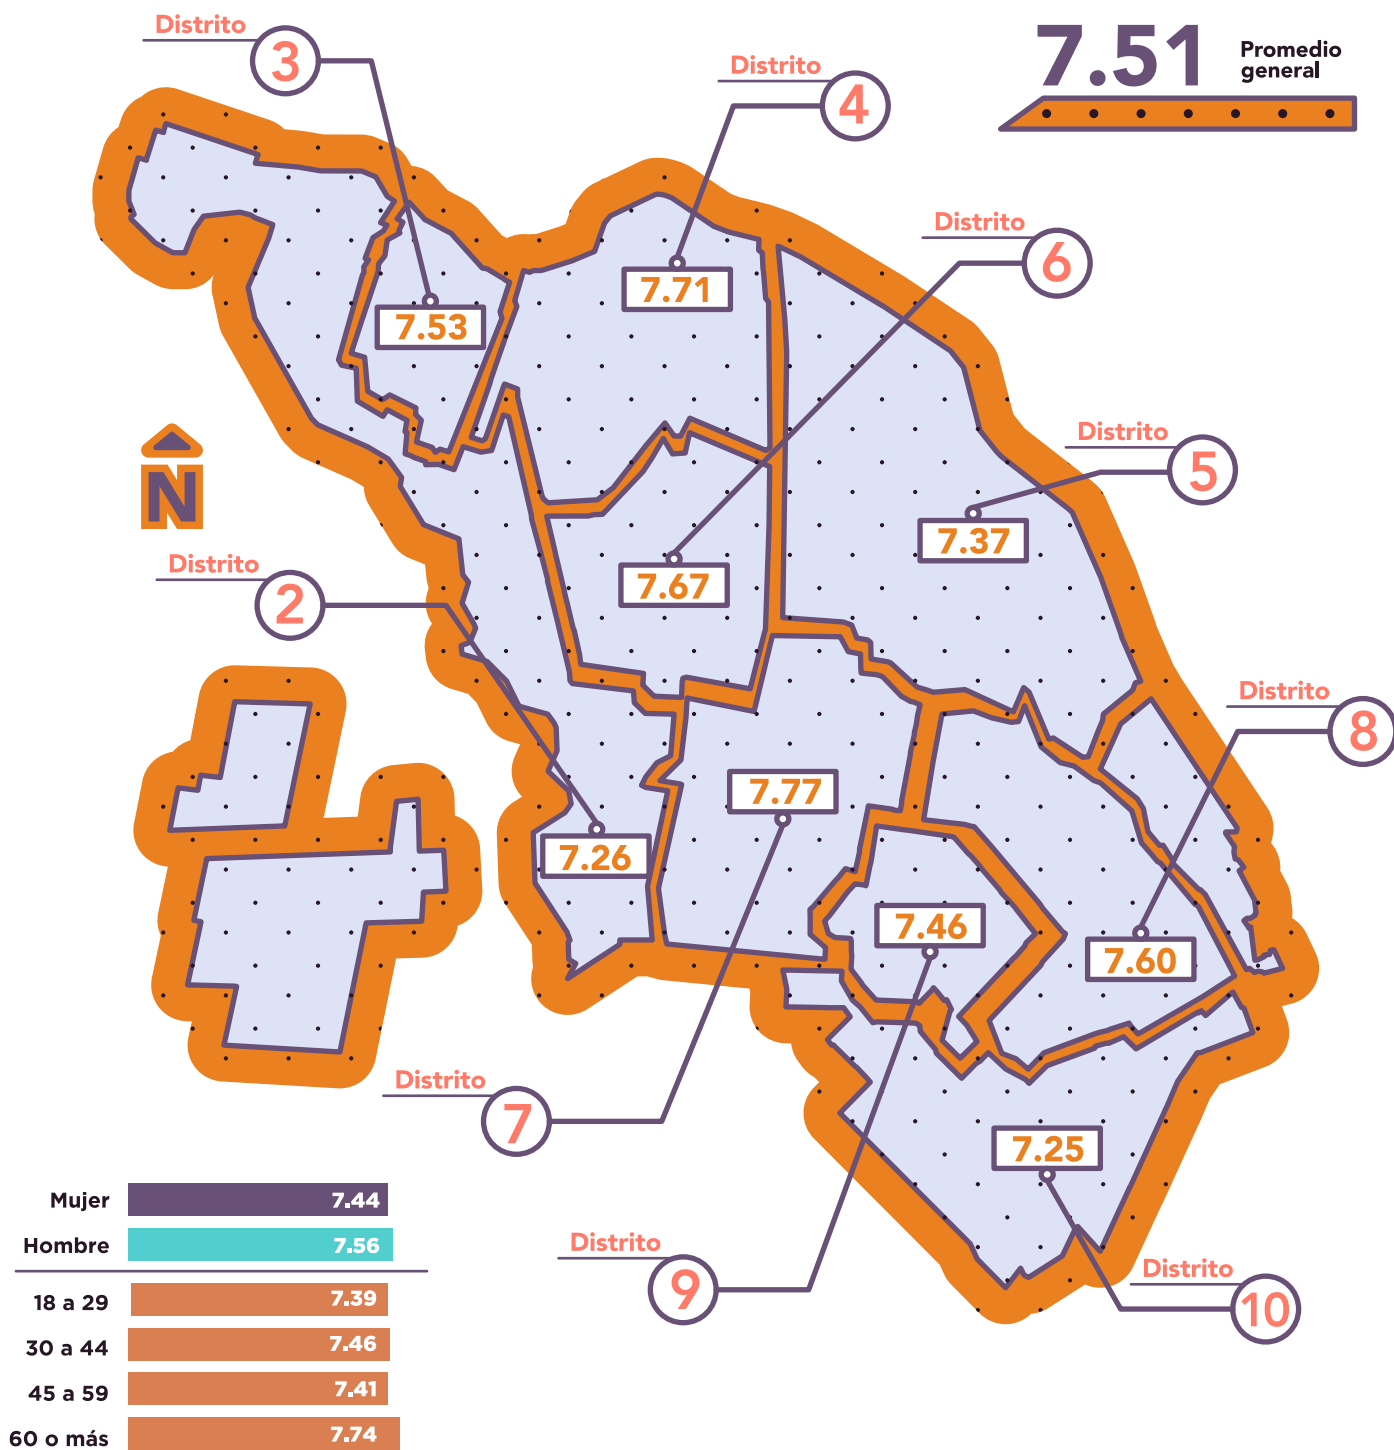 Distrito
3
Distrito
4
7.51
Promedio
general
Distrito
6
7.71
7.53
Distrito
5
7.37
N
Distrito
2
7.67
Distrito
8
7.77
7.26
7.46
7.60
Distrito
7
7.25
Distrito
9
Distrito
10
Mujer 7.44
Hombre 7.56
18 a 29 7.39
30 a 44 7.46
45 a 59 7.41
60 o más 7.74